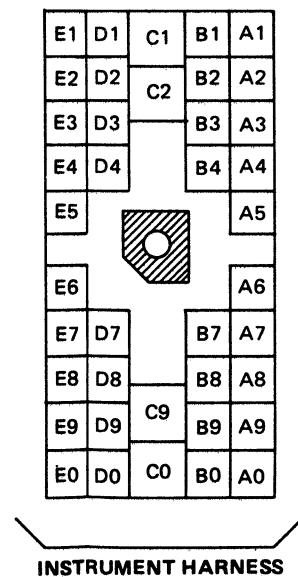 E1 D1 C1 B1 A1
E2 D2 C2 B2 A2
E3 D3 B3 A3
E4 D4 B4 A4
E5 A5
E6 A6
E7 D7 B7 A7
E8 D8 B8 A8
E9 D9 C9 B9 A9
E0 D0 C0 B0 A0
INSTRUMENT HARNESS